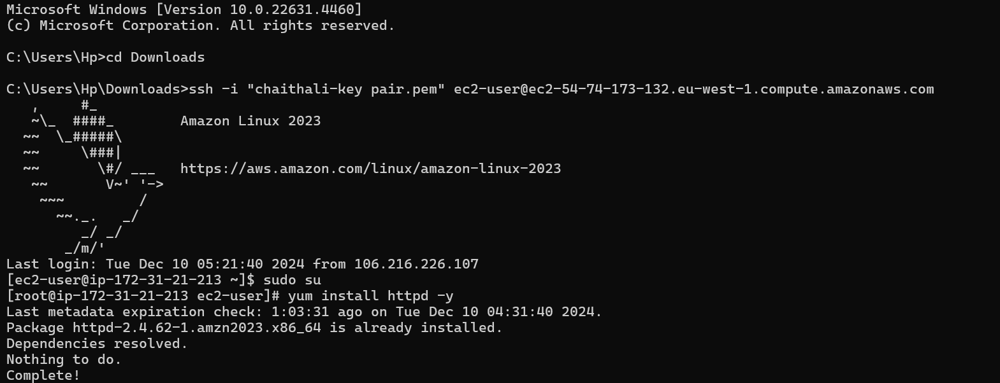 Microsoft Windows [Version 10.0.22631.4460]
(c) Microsoft Corporation. All rights reserved.

C:\Users\Hp>cd Downloads

C:\Users\Hp\Downloads>ssh -i "chaithali-key pair.pem" ec2-user@ec2-54-74-173-132.eu-west-1.compute.amazonaws.com
   ,     #_
   ~\_  ####_        Amazon Linux 2023
  ~~  \_#####\
  ~~     \###|
  ~~       \#/ ___   https://aws.amazon.com/linux/amazon-linux-2023
   ~~       V~' '->
    ~~~         /
      ~~._.   _/
         _/ _/
       _/m/'
Last login: Tue Dec 10 05:21:40 2024 from 106.216.226.107
[ec2-user@ip-172-31-21-213 ~]$ sudo su
[root@ip-172-31-21-213 ec2-user]# yum install httpd -y
Last metadata expiration check: 1:03:31 ago on Tue Dec 10 04:31:40 2024.
Package httpd-2.4.62-1.amzn2023.x86_64 is already installed.
Dependencies resolved.
Nothing to do.
Complete!